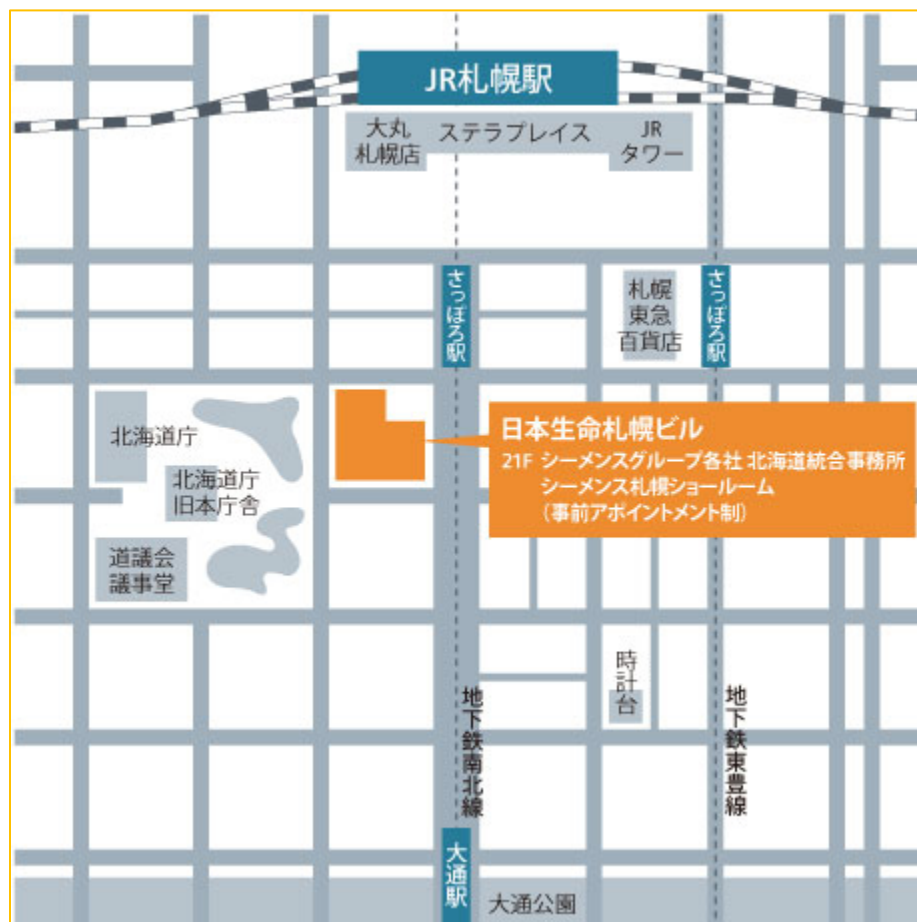 JR札幌駅
大丸
札幌店
ステラプレイス
JR
タワー
さっぽろ駅
札幌
東急
百貨店
さっぽろ駅
北海道庁
北海道庁
旧本庁舎
道議会
議事堂
日本生命札幌ビル
21F シーメンスグループ各社 北海道統合事務所
シーメンス札幌ショールーム
（事前アポイントメント制）
時計台
地下鉄南北線
地下鉄東豊線
大通駅
大通公園